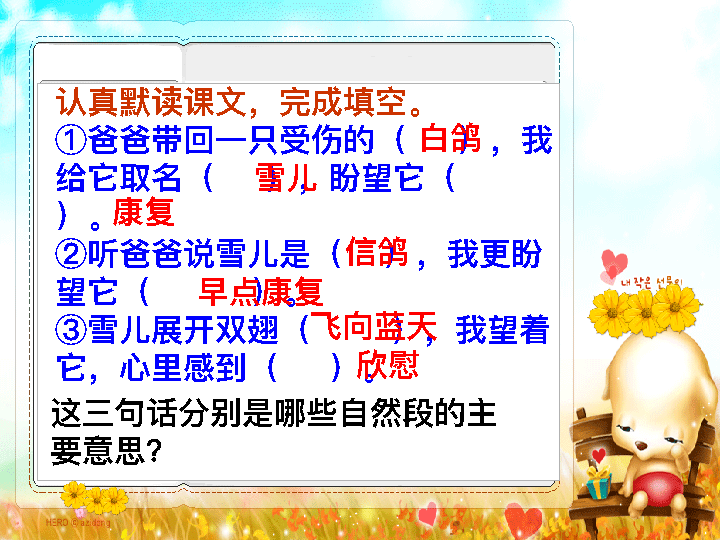 认真默读课文，完成填空。
①爸爸带回一只受伤的（白鸽），我
给它取名（雪儿），盼望它（
）。康复
②听爸爸说雪儿是（信鸽），我更盼
望它（早点康复）。
③雪儿展开双翅（飞向蓝天），我望着
它，心里感到（欣慰）。
这三句话分别是哪些自然段的主
要意思？
내 작은 선물이
HERO © azidong